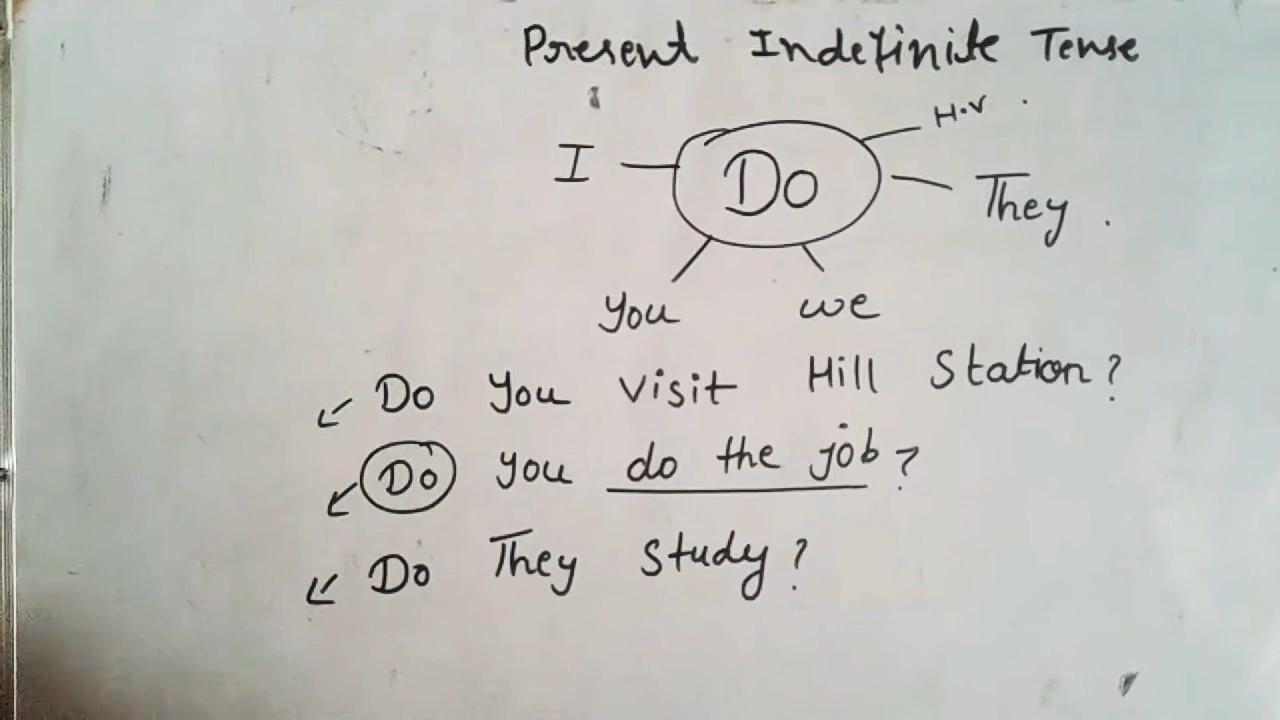 Present Indefinite Tense
H.V
I Do They
You we
Do you visit Hill Station?
Do you do the job?
Do They study?